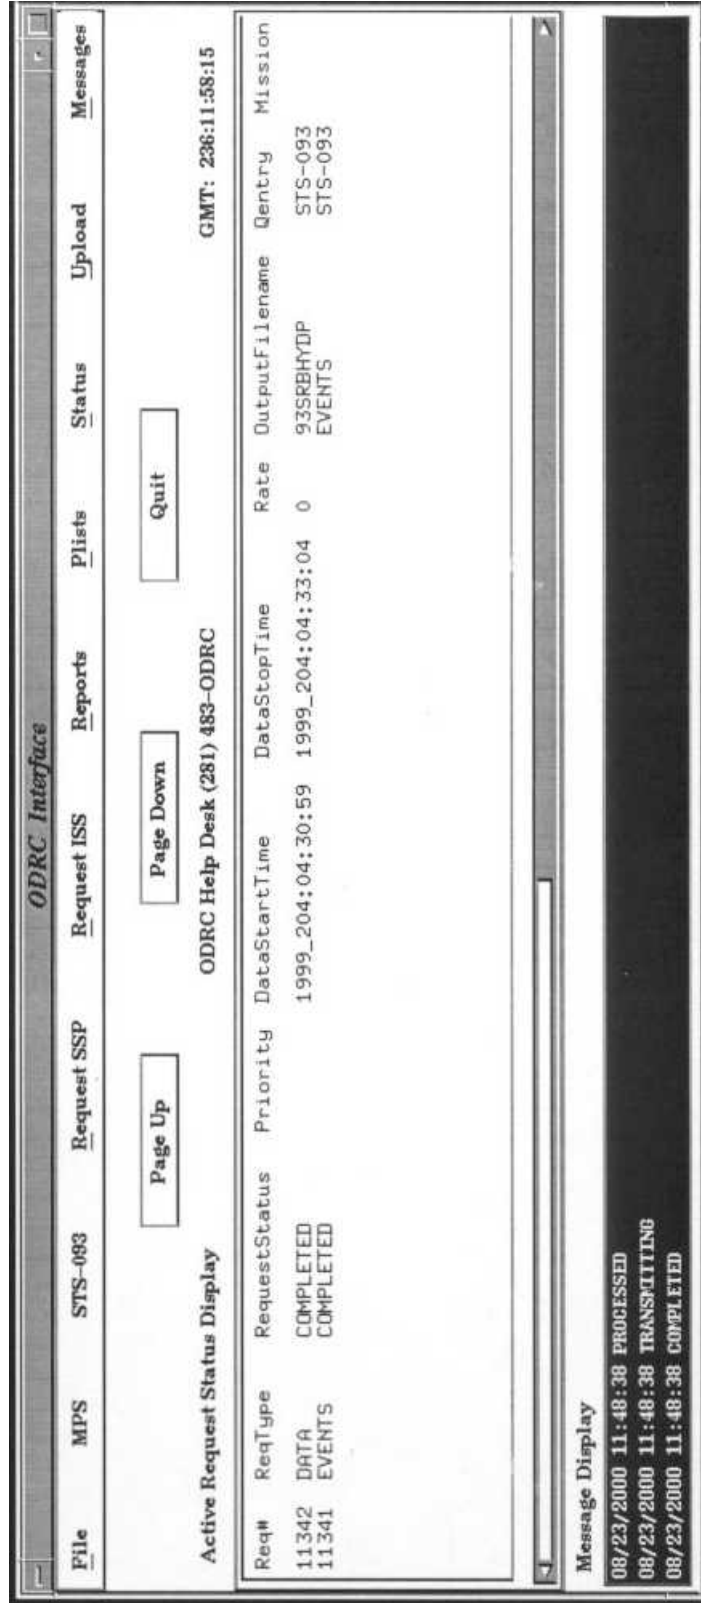 ODRC Interface
File MPS STS-093 Request SSP Request ISS Reports Plists Status Upload Messages
Page Up Page Down Quit
Active Request Status Display ODRC Help Desk (281) 483-ODRC GMT: 236:11:58:15
Req# ReqType RequestStatus Priority DataStartTime DataStopTime Rate OutputFilename Qentry Mission
11342 DATA COMPLETED 1999_204:04:30:59 1999_204:04:33:04 0 93SRBHYDP STS-093
11341 EVENTS COMPLETED EVENTS STS-093
Message Display
08/23/2000 11:48:38 PROCESSED
08/23/2000 11:48:38 TRANSMITTING
08/23/2000 11:48:38 COMPLETED